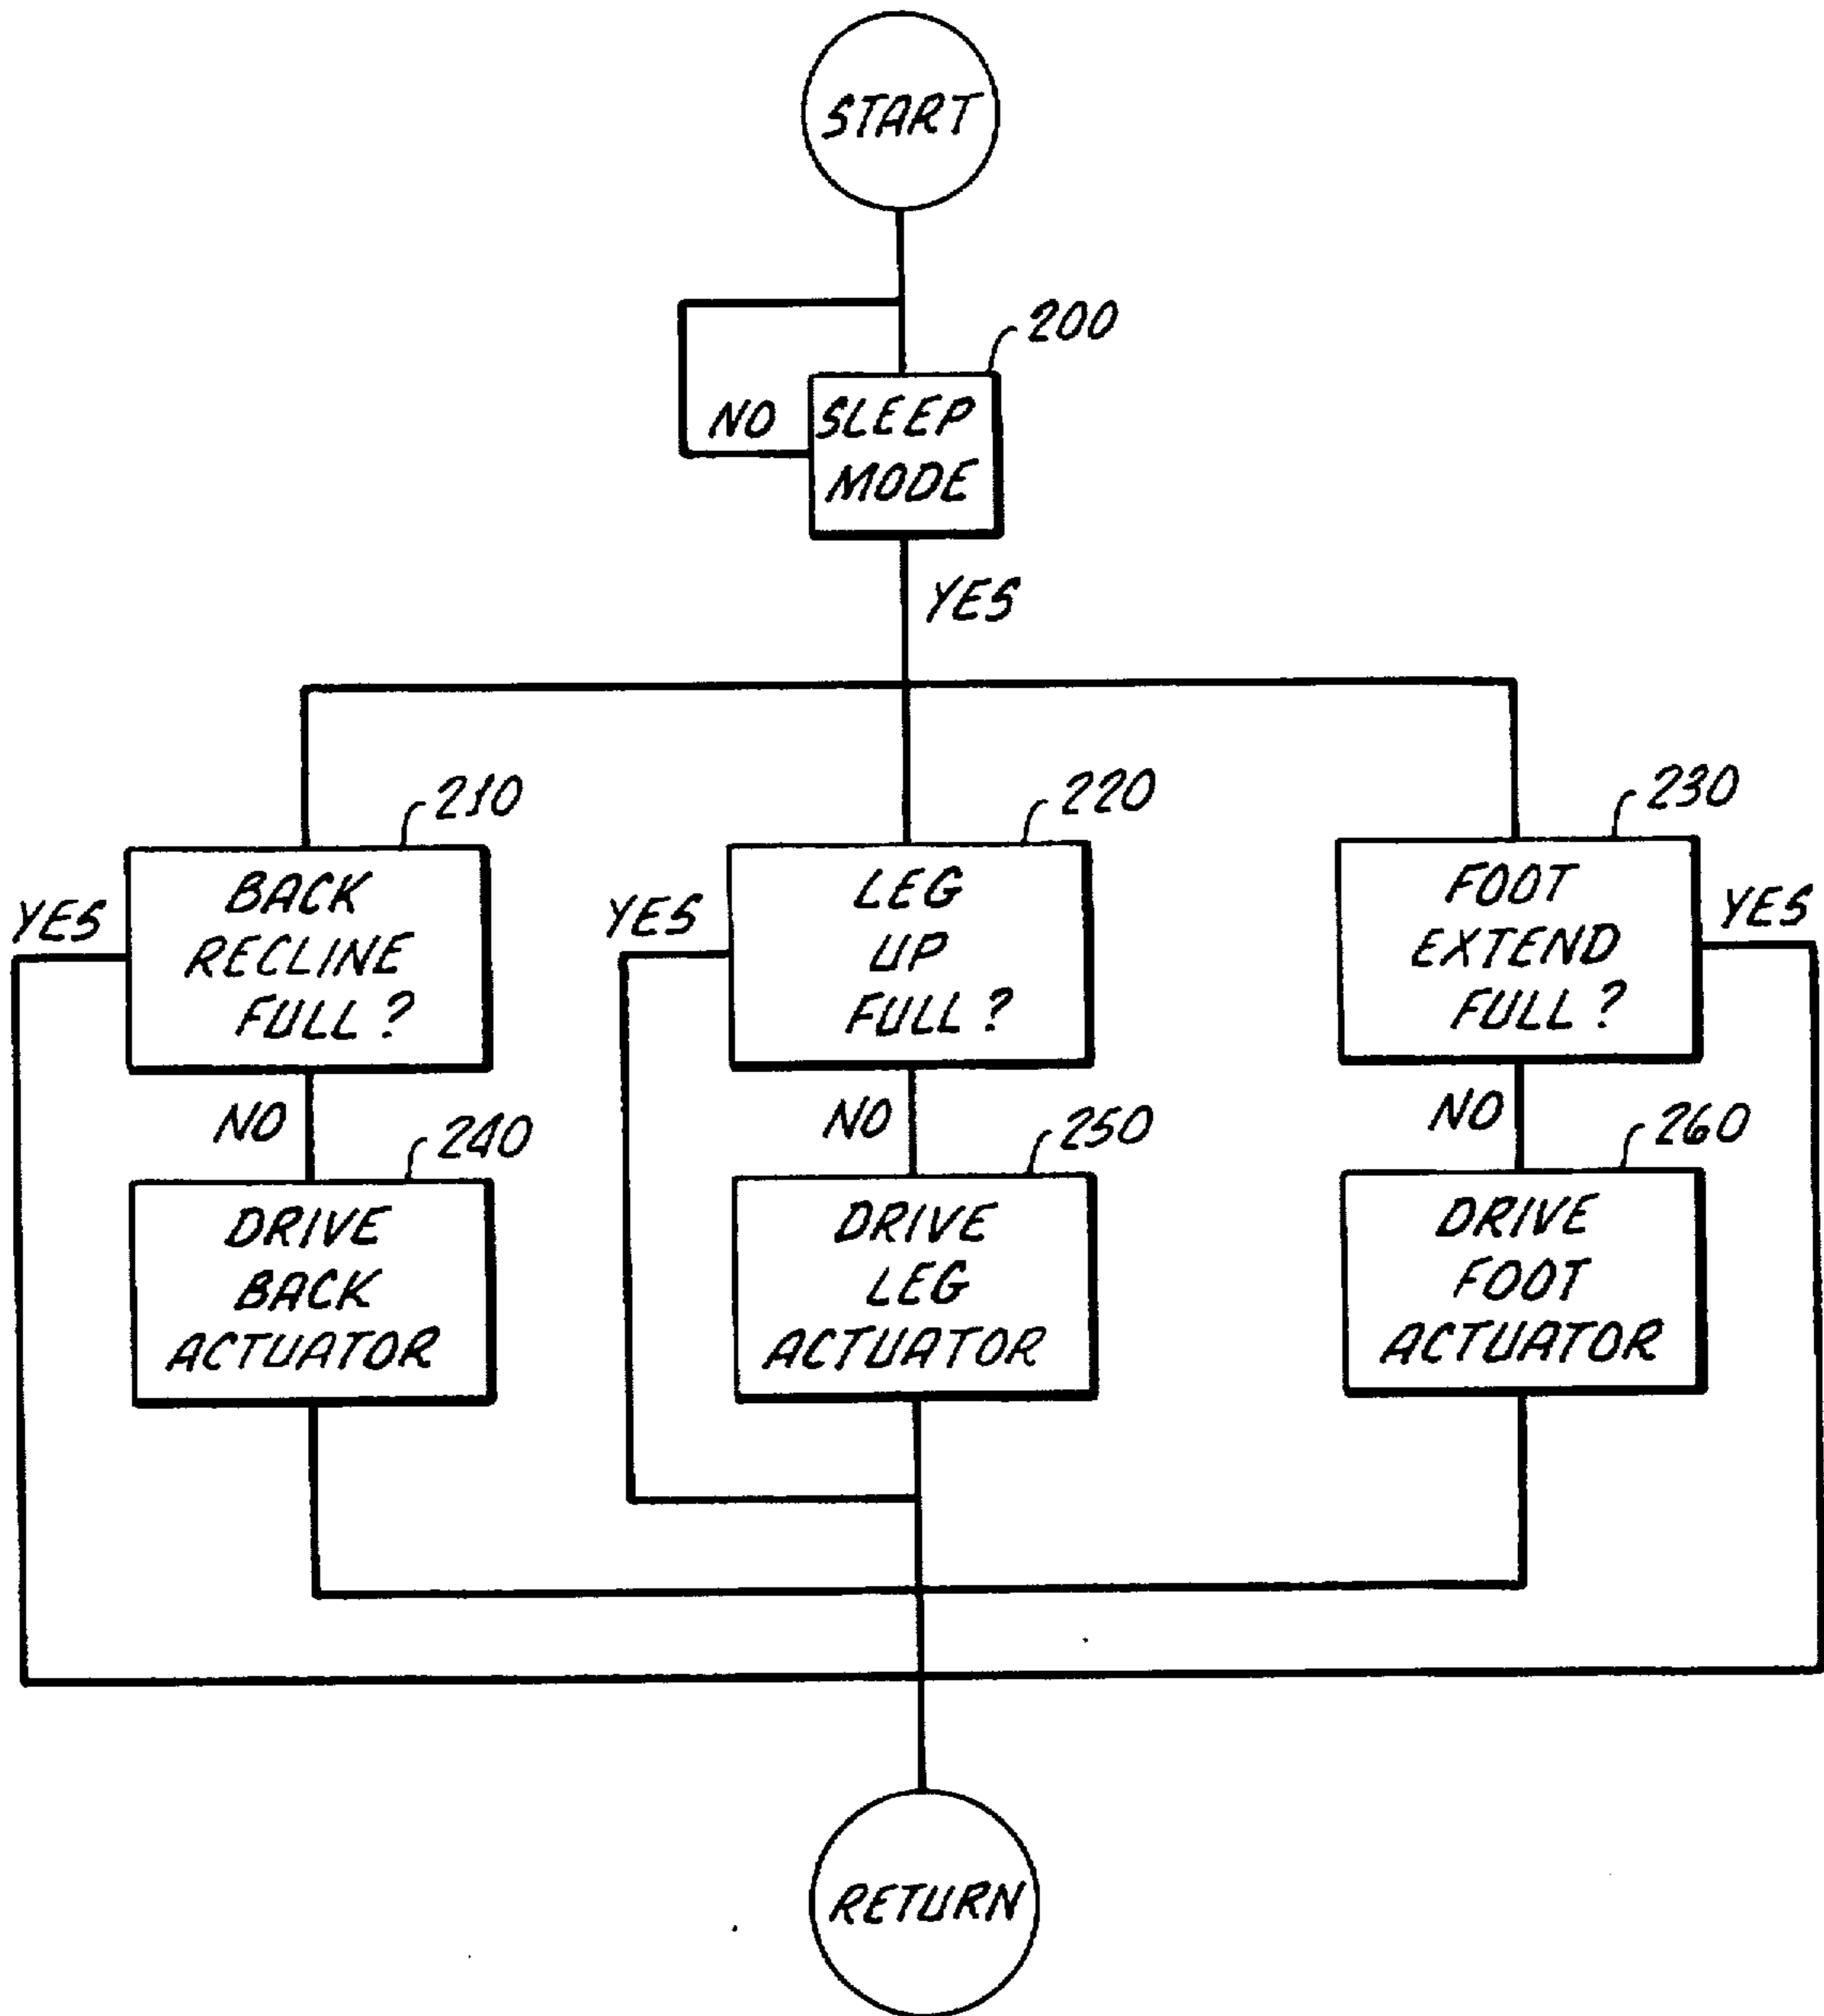 START
200
NO
SLEEP
MODE
YES
210
220
230
YES
BACK
RECLINE
FULL?
YES
LEG
UP
FULL?
FOOT
EXTEND
FULL?
YES
NO
240
NO
250
NO
260
DRIVE
BACK
ACTUATOR
DRIVE
LEG
ACTUATOR
DRIVE
FOOT
ACTUATOR
RETURN